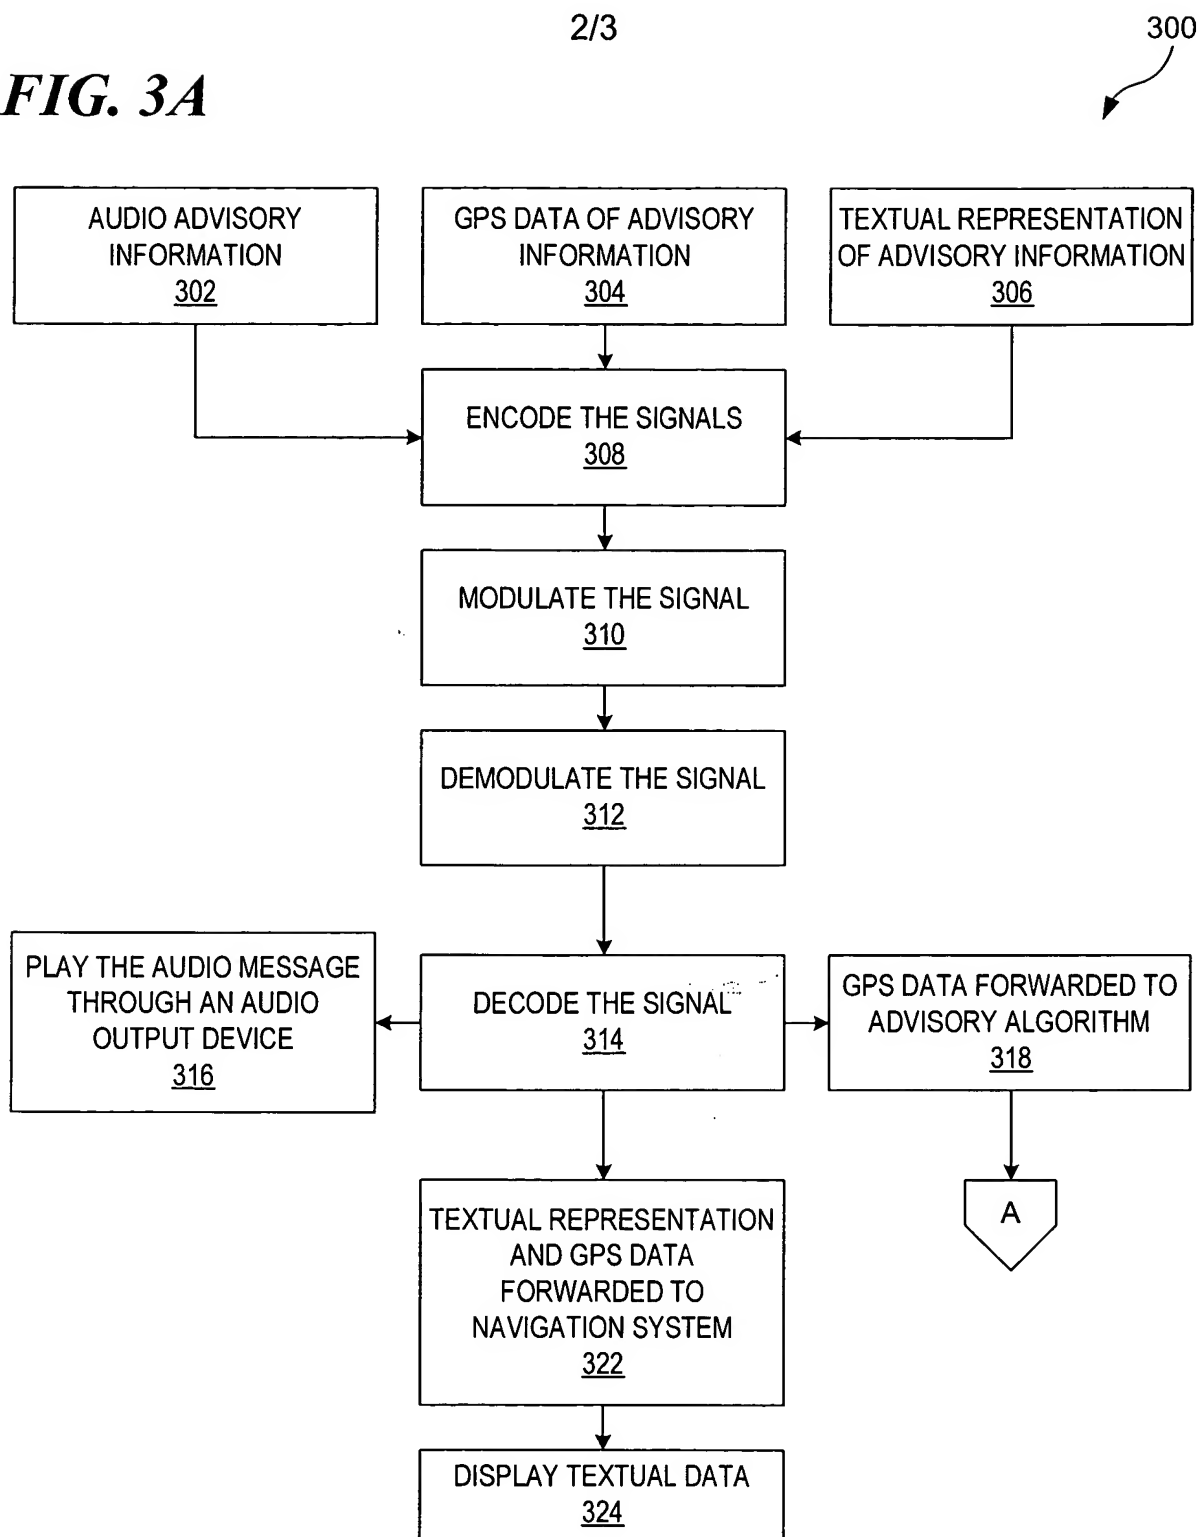 2/3
300
FIG. 3A
AUDIO ADVISORY
INFORMATION
302
GPS DATA OF ADVISORY
INFORMATION
304
TEXTUAL REPRESENTATION
OF ADVISORY INFORMATION
306
ENCODE THE SIGNALS
308
MODULATE THE SIGNAL
310
DEMODULATE THE SIGNAL
312
PLAY THE AUDIO MESSAGE
THROUGH AN AUDIO
OUTPUT DEVICE
316
DECODE THE SIGNAL
314
GPS DATA FORWARDED TO
ADVISORY ALGORITHM
318
A
TEXTUAL REPRESENTATION
AND GPS DATA
FORWARDED TO
NAVIGATION SYSTEM
322
DISPLAY TEXTUAL DATA
324